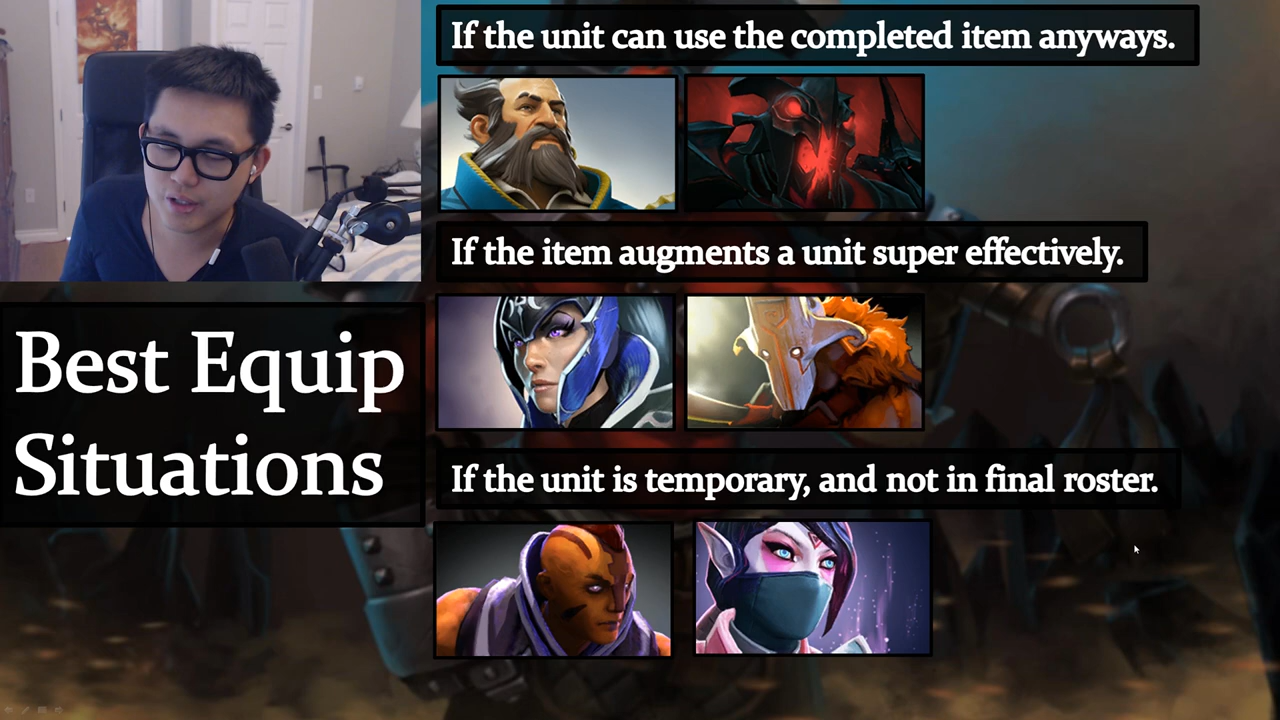 If the unit can use the completed item anyways.
If the item augments a unit super effectively.
Best Equip
Situations
If the unit is temporary, and not in final roster.